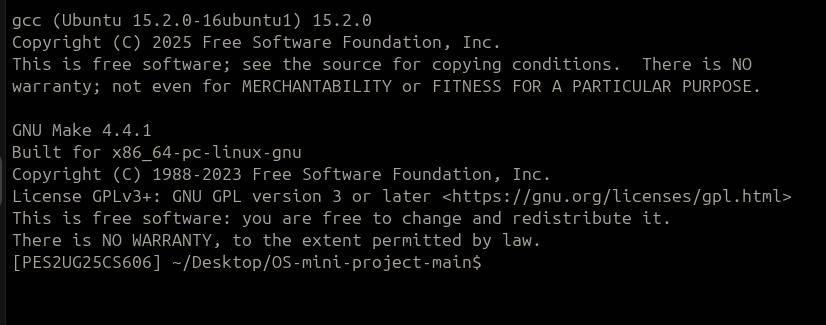 gcc (Ubuntu 15.2.0-16ubuntu1) 15.2.0
Copyright (C) 2025 Free Software Foundation, Inc.
This is free software; see the source for copying conditions.  There is NO
warranty; not even for MERCHANTABILITY or FITNESS FOR A PARTICULAR PURPOSE.

GNU Make 4.4.1
Built for x86_64-pc-linux-gnu
Copyright (C) 1988-2023 Free Software Foundation, Inc.
License GPLv3+: GNU GPL version 3 or later <https://gnu.org/licenses/gpl.html>
This is free software: you are free to change and redistribute it.
There is NO WARRANTY, to the extent permitted by law.
[PES2UG25CS606] ~/Desktop/OS-mini-project-main$